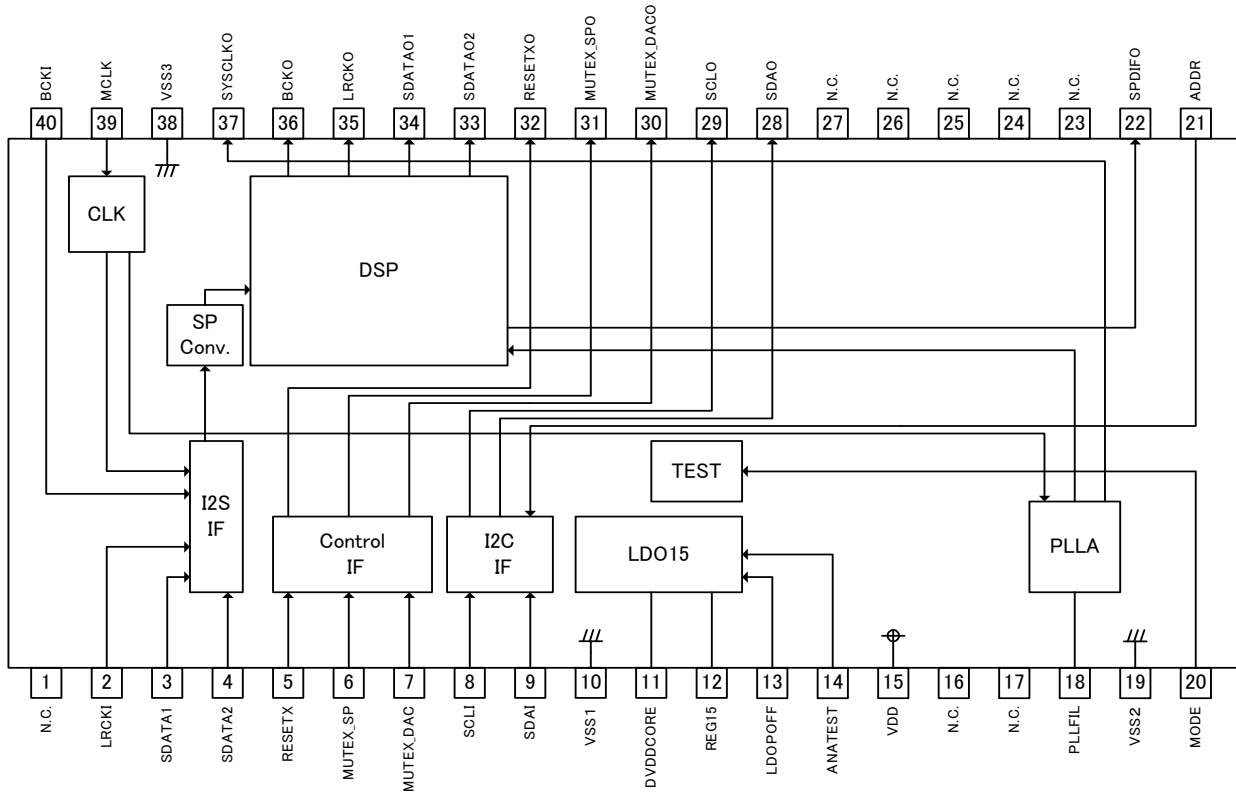 BCKI
MCLK
VSS3
SYSCLKO
BCKO
LRCKO
SDATAO1
SDATAO2
RESETXO
MUTEX_SPO
MUTEX_DACO
SCLO
SDAO
N.C.
N.C.
N.C.
N.C.
N.C.
SPDIFO
ADDR
40 39 38 37 36 35 34 33 32 31 30 29 28 27 26 25 24 23 22 21
CLK
DSP
SP
Conv.
I2S
IF
Control
IF
I2C
IF
TEST
LDO15
PLLA
1 2 3 4 5 6 7 8 9 10 11 12 13 14 15 16 17 18 19 20
N.C.
LRCKI
SDATA1
SDATA2
RESETX
MUTEX_SP
MUTEX_DAC
SCLI
SDAI
VSS1
DVDDCORE
REG15
LDOPOFF
ANATEST
VDD
N.C.
N.C.
PLLFIL
VSS2
MODE